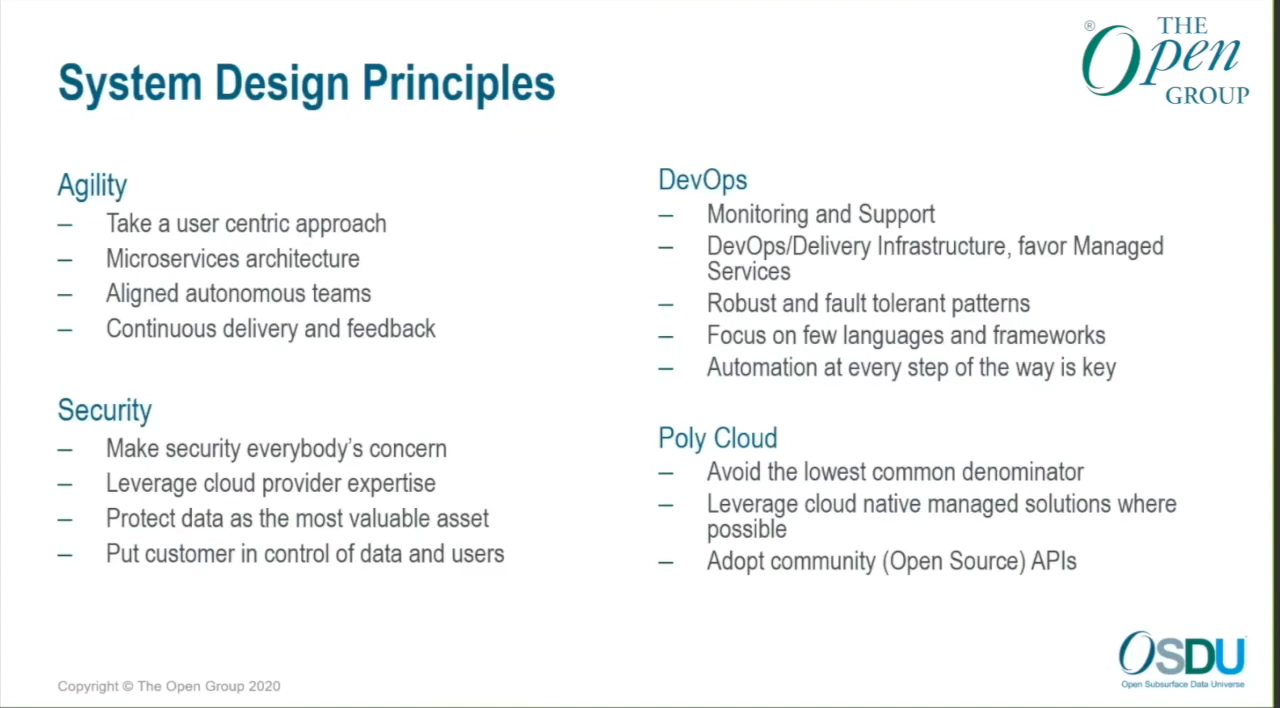 System Design Principles
® THE
Open
GROUP
Agility
– Take a user centric approach
– Microservices architecture
– Aligned autonomous teams
– Continuous delivery and feedback
Security
– Make security everybody’s concern
– Leverage cloud provider expertise
– Protect data as the most valuable asset
– Put customer in control of data and users
DevOps
– Monitoring and Support
– DevOps/Delivery Infrastructure, favor Managed
Services
– Robust and fault tolerant patterns
– Focus on few languages and frameworks
– Automation at every step of the way is key
Poly Cloud
– Avoid the lowest common denominator
– Leverage cloud native managed solutions where
possible
– Adopt community (Open Source) APIs
Copyright © The Open Group 2020
OSDU
Open Subsurface Data Universe